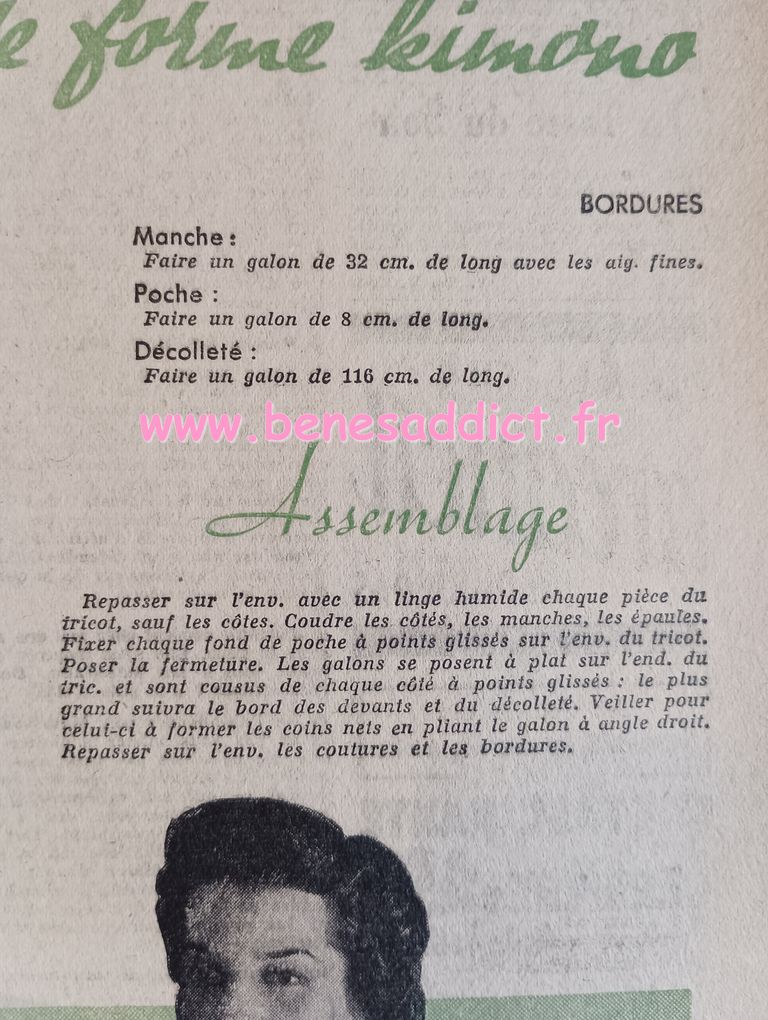 de forme kimono
BORDURES
Manche :
Faire un galon de 32 cm. de long avec les aig. fines.
Poche :
Faire un galon de 8 cm. de long.
Décolleté :
Faire un galon de 116 cm. de long.
www.benesaddict.fr
Assemblage
Repasser sur l'env. avec un linge humide chaque pièce du
tricot, sauf les côtes. Coudre les côtés, les manches, les épaules.
Fixer chaque fond de poche à points glissés sur l'env. du tricot.
Poser la fermeture. Les galons se posent à plat sur l'end. du
tric. et sont cousus de chaque côté à points glissés : le plus
grand suivra le bord des devants et du décolleté. Veiller pour
celui-ci à former les coins nets en pliant le galon à angle droit.
Repasser sur l'env. les coutures et les bordures.